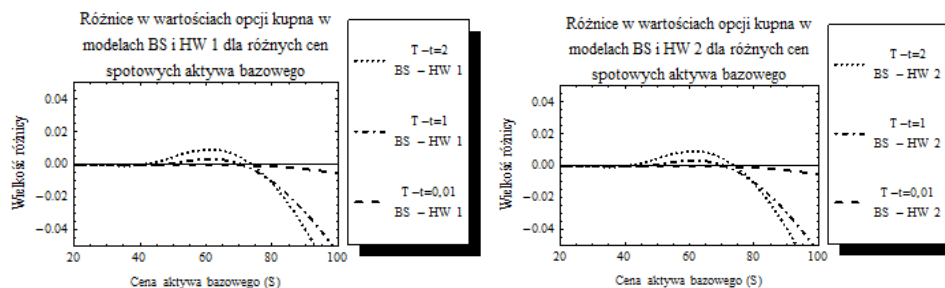 Różnice w wartościach opcji kupna w
modelach BS i HW 1 dla różnych cen
spotowych aktywa bazowego
Wielkość różnicy
0.04
0.02
0.00
−0.02
−0.04
20
40
60
80
100
Cena aktywa bazowego (S)
T −t=2
BS − HW 1
T −t=1
BS − HW 1
T −t=0,01
BS − HW 1
Różnice w wartościach opcji kupna w
modelach BS i HW 2 dla różnych cen
spotowych aktywa bazowego
Wielkość różnicy
0.04
0.02
0.00
−0.02
−0.04
20
40
60
80
100
Cena aktywa bazowego (S)
T −t=2
BS − HW 2
T −t=1
BS − HW 2
T −t=0,01
BS − HW 2